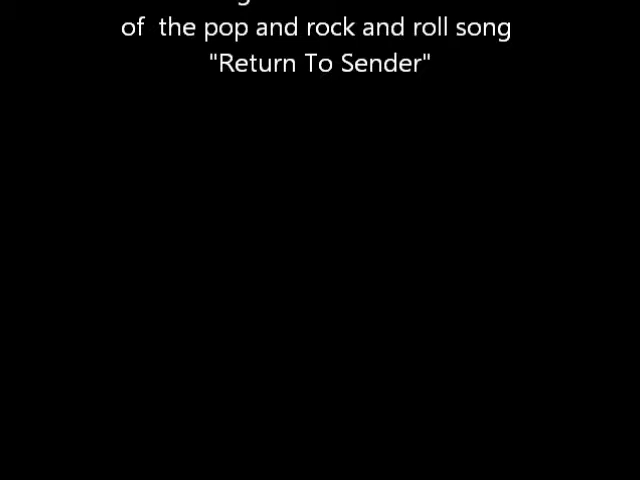 of  the pop and rock and roll song
"Return To Sender"